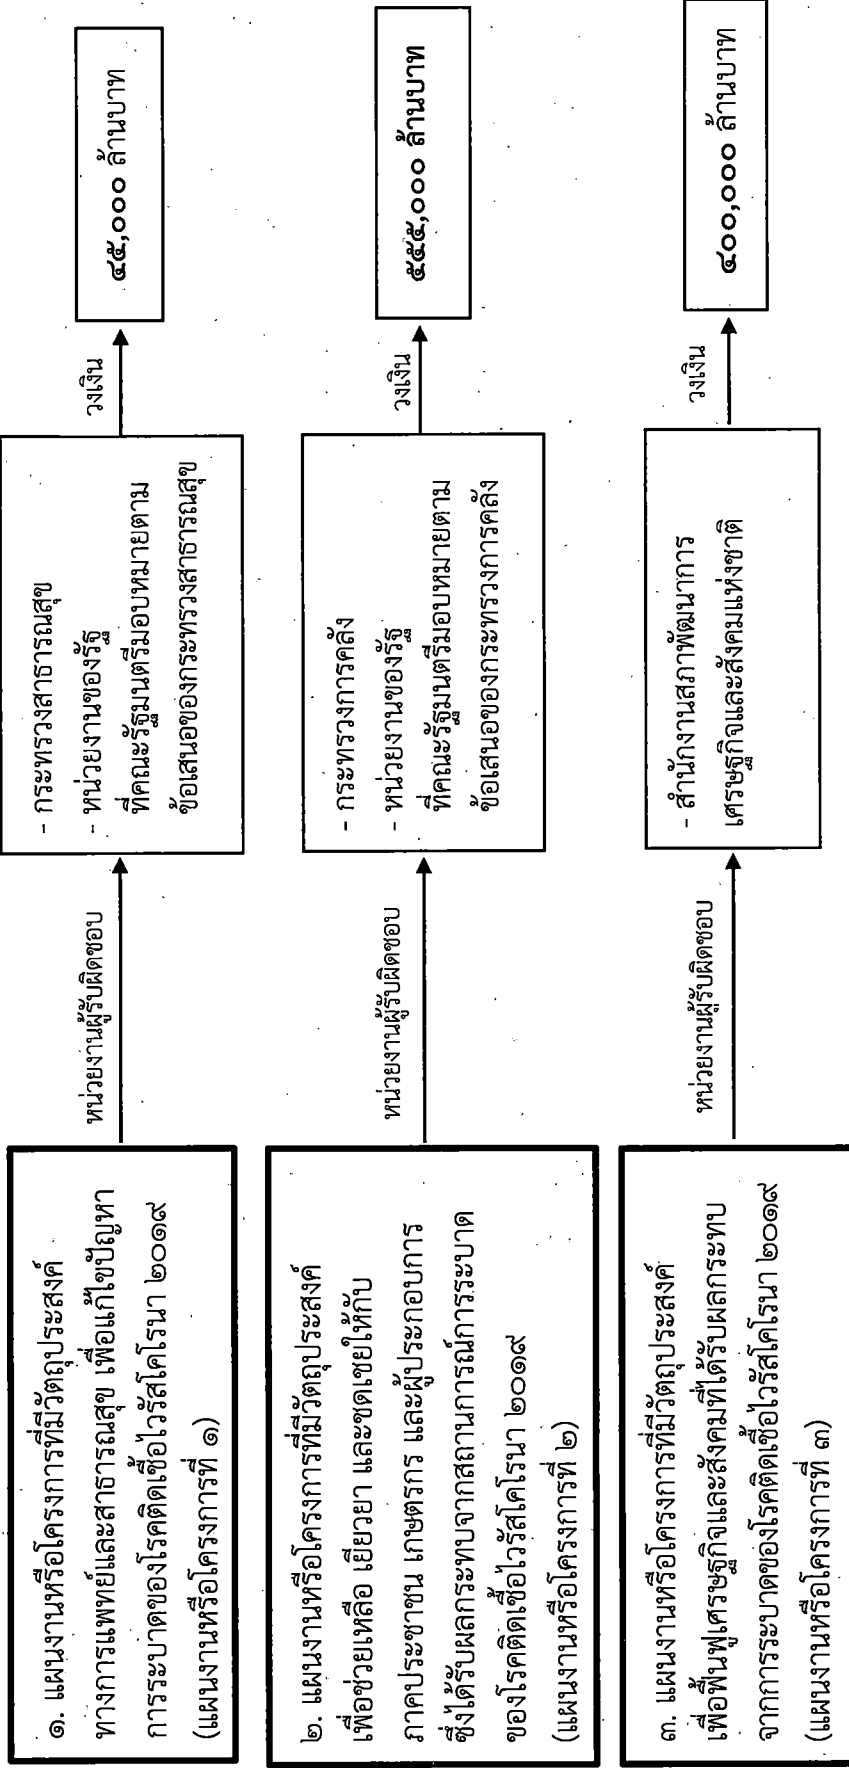 ๑. แผนงานหรือโครงการที่มีวัตถุประสงค์
ทางการแพทย์และสาธารณสุข เพื่อแก้ไขปัญหา
การระบาดของโรคติดเชื้อไวรัสโคโรนา ๒๐๑๙
(แผนงานหรือโครงการที่ ๑)
หน่วยงานผู้รับผิดชอบ
- กระทรวงสาธารณสุข
- หน่วยงานของรัฐ
ที่คณะรัฐมนตรีมอบหมายตาม
ข้อเสนอของกระทรวงสาธารณสุข
วงเงิน
๔๕,๐๐๐ ล้านบาท
๒. แผนงานหรือโครงการที่มีวัตถุประสงค์
เพื่อช่วยเหลือ เยียวยา และชดเชยให้กับ
ภาคประชาชน เกษตรกร และผู้ประกอบการ
ซึ่งได้รับผลกระทบจากสถานการณ์การระบาด
ของโรคติดเชื้อไวรัสโคโรนา ๒๐๑๙
(แผนงานหรือโครงการที่ ๒)
หน่วยงานผู้รับผิดชอบ
- กระทรวงการคลัง
- หน่วยงานของรัฐ
ที่คณะรัฐมนตรีมอบหมายตาม
ข้อเสนอของกระทรวงการคลัง
วงเงิน
๕๕๕,๐๐๐ ล้านบาท
๓. แผนงานหรือโครงการที่มีวัตถุประสงค์
เพื่อฟื้นฟูเศรษฐกิจและสังคมที่ได้รับผลกระทบ
จากการระบาดของโรคติดเชื้อไวรัสโคโรนา ๒๐๑๙
(แผนงานหรือโครงการที่ ๓)
หน่วยงานผู้รับผิดชอบ
- สำนักงานสภาพัฒนาการ
เศรษฐกิจและสังคมแห่งชาติ
วงเงิน
๔๐๐,๐๐๐ ล้านบาท